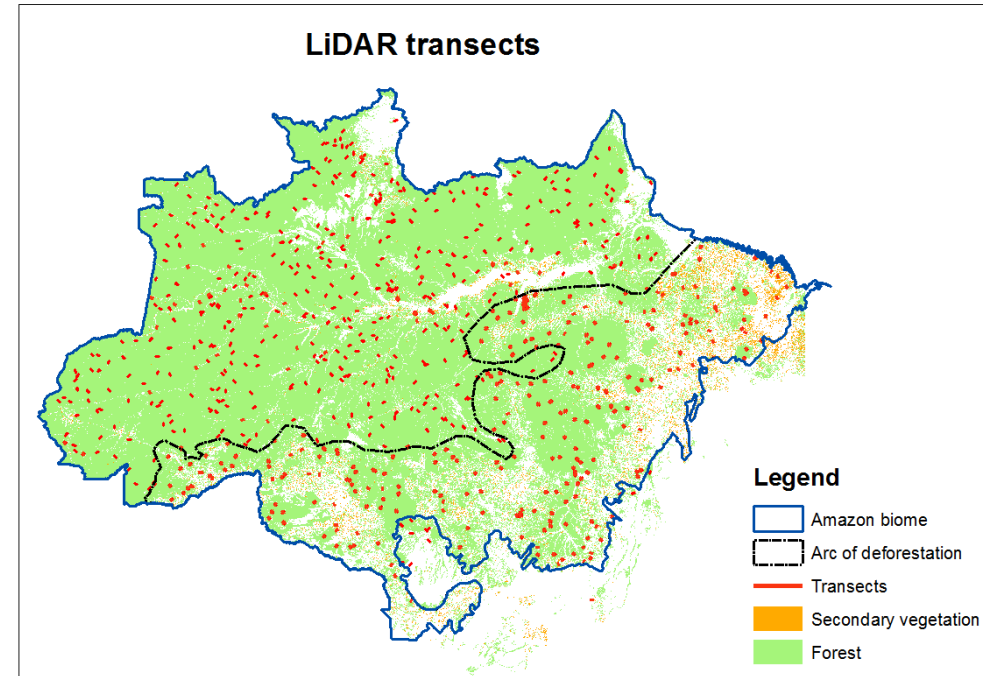 LiDAR transects
Legend
Amazon biome
Arc of deforestation
Transects
Secondary vegetation
Forest